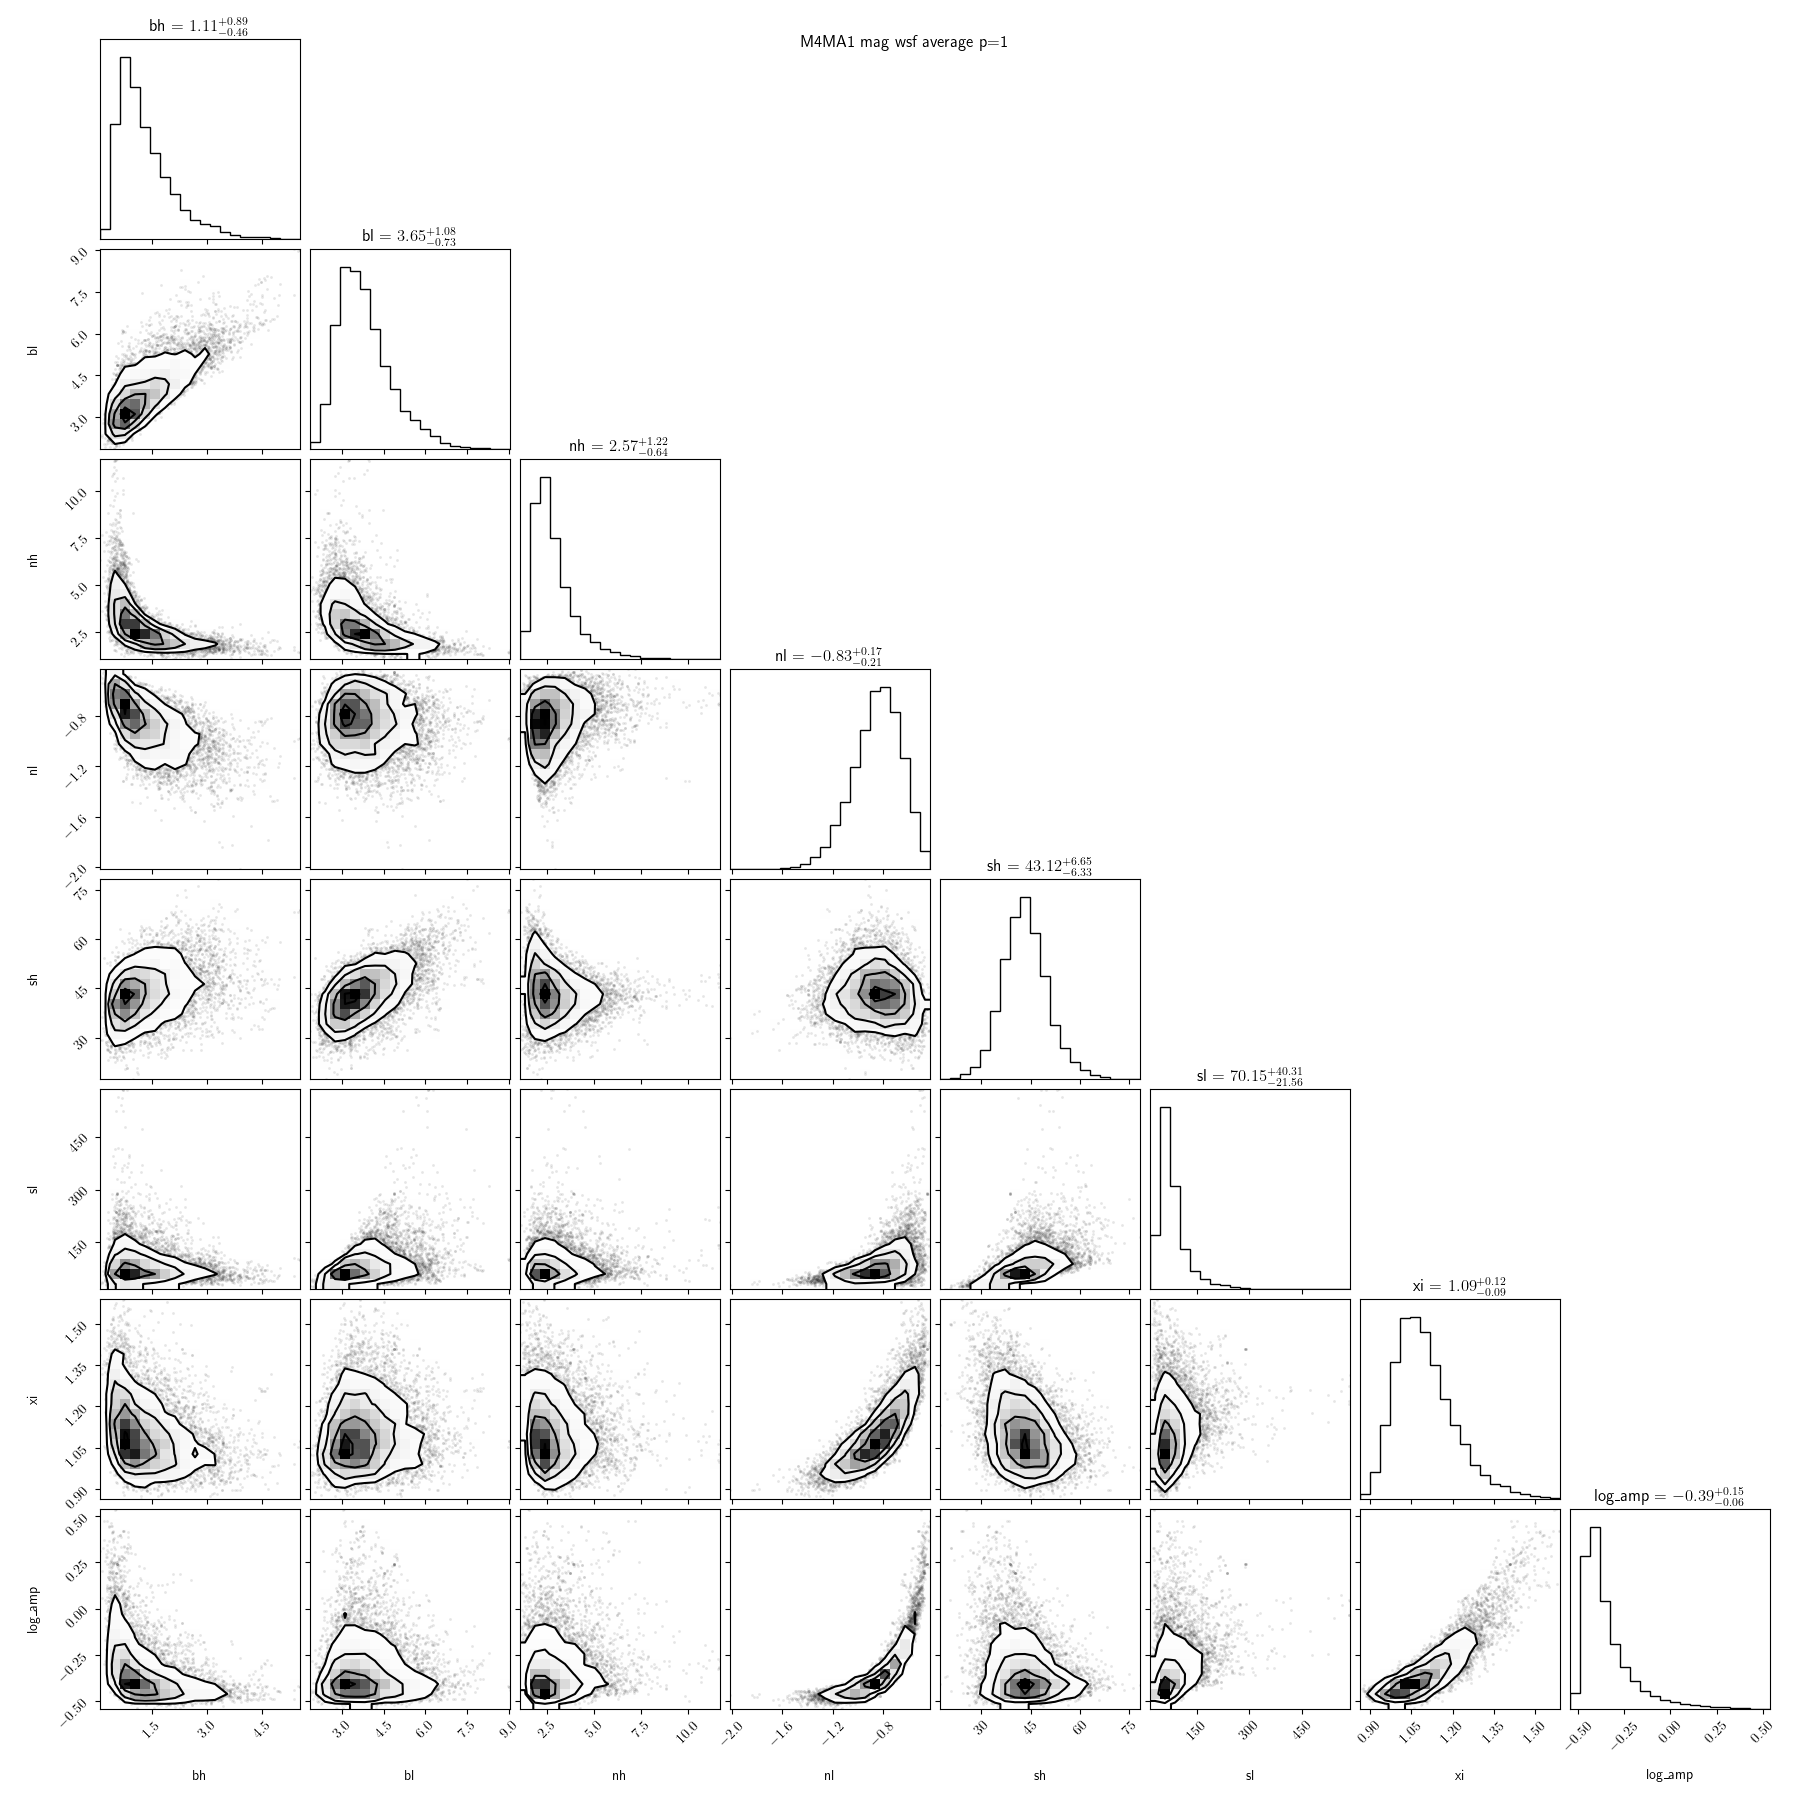 bh = 1.11^{+0.89}_{-0.46}
M4MA1 mag wsf average p=1
bl = 3.65^{+1.08}_{-0.73}
9.0
7.5
6.0
4.5
3.0
bl
nh = 2.57^{+1.22}_{-0.64}
10.0
7.5
5.0
2.5
nh
nl = −0.83^{+0.17}_{-0.21}
−0.8
−1.2
−1.6
−2.0
nl
sh = 43.12^{+6.65}_{-6.33}
75
60
45
30
sh
sl = 70.15^{+40.31}_{-21.56}
450
300
150
sl
xi = 1.09^{+0.12}_{-0.09}
1.50
1.35
1.20
1.05
0.90
xi
log_amp = −0.39^{+0.15}_{-0.06}
0.50
0.25
0.00
−0.25
−0.50
log_amp
1.5 3.0 4.5
3.0 4.5 6.0 7.5 9.0
2.5 5.0 7.5 10.0
−2.0 −1.6 −1.2 −0.8
30 45 60 75
150 300 450
0.90 1.05 1.20 1.35 1.50
−0.50 −0.25 0.00 0.25 0.50
bh bl nh nl sh sl xi log_amp